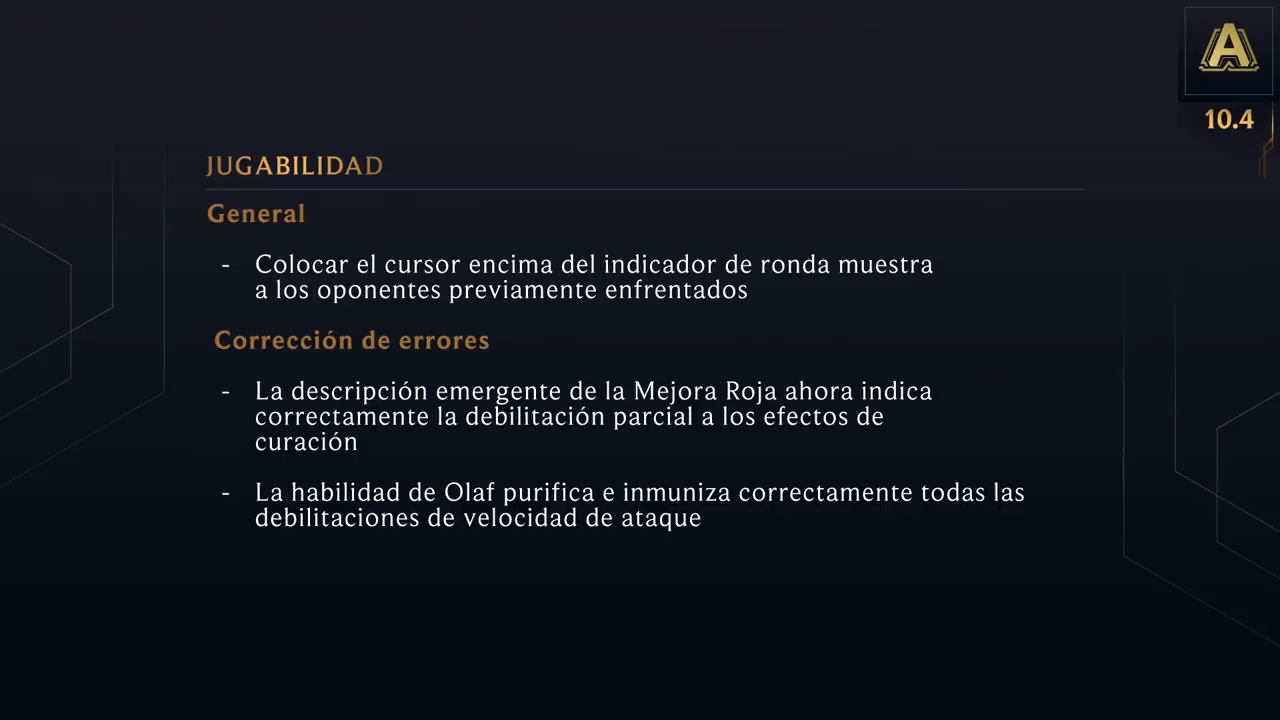 A
10.4
JUGABILIDAD
General
- Colocar el cursor encima del indicador de ronda muestra
a los oponentes previamente enfrentados
Corrección de errores
- La descripción emergente de la Mejora Roja ahora indica
correctamente la debilitación parcial a los efectos de
curación
- La habilidad de Olaf purifica e inmuniza correctamente todas las
debilitaciones de velocidad de ataque